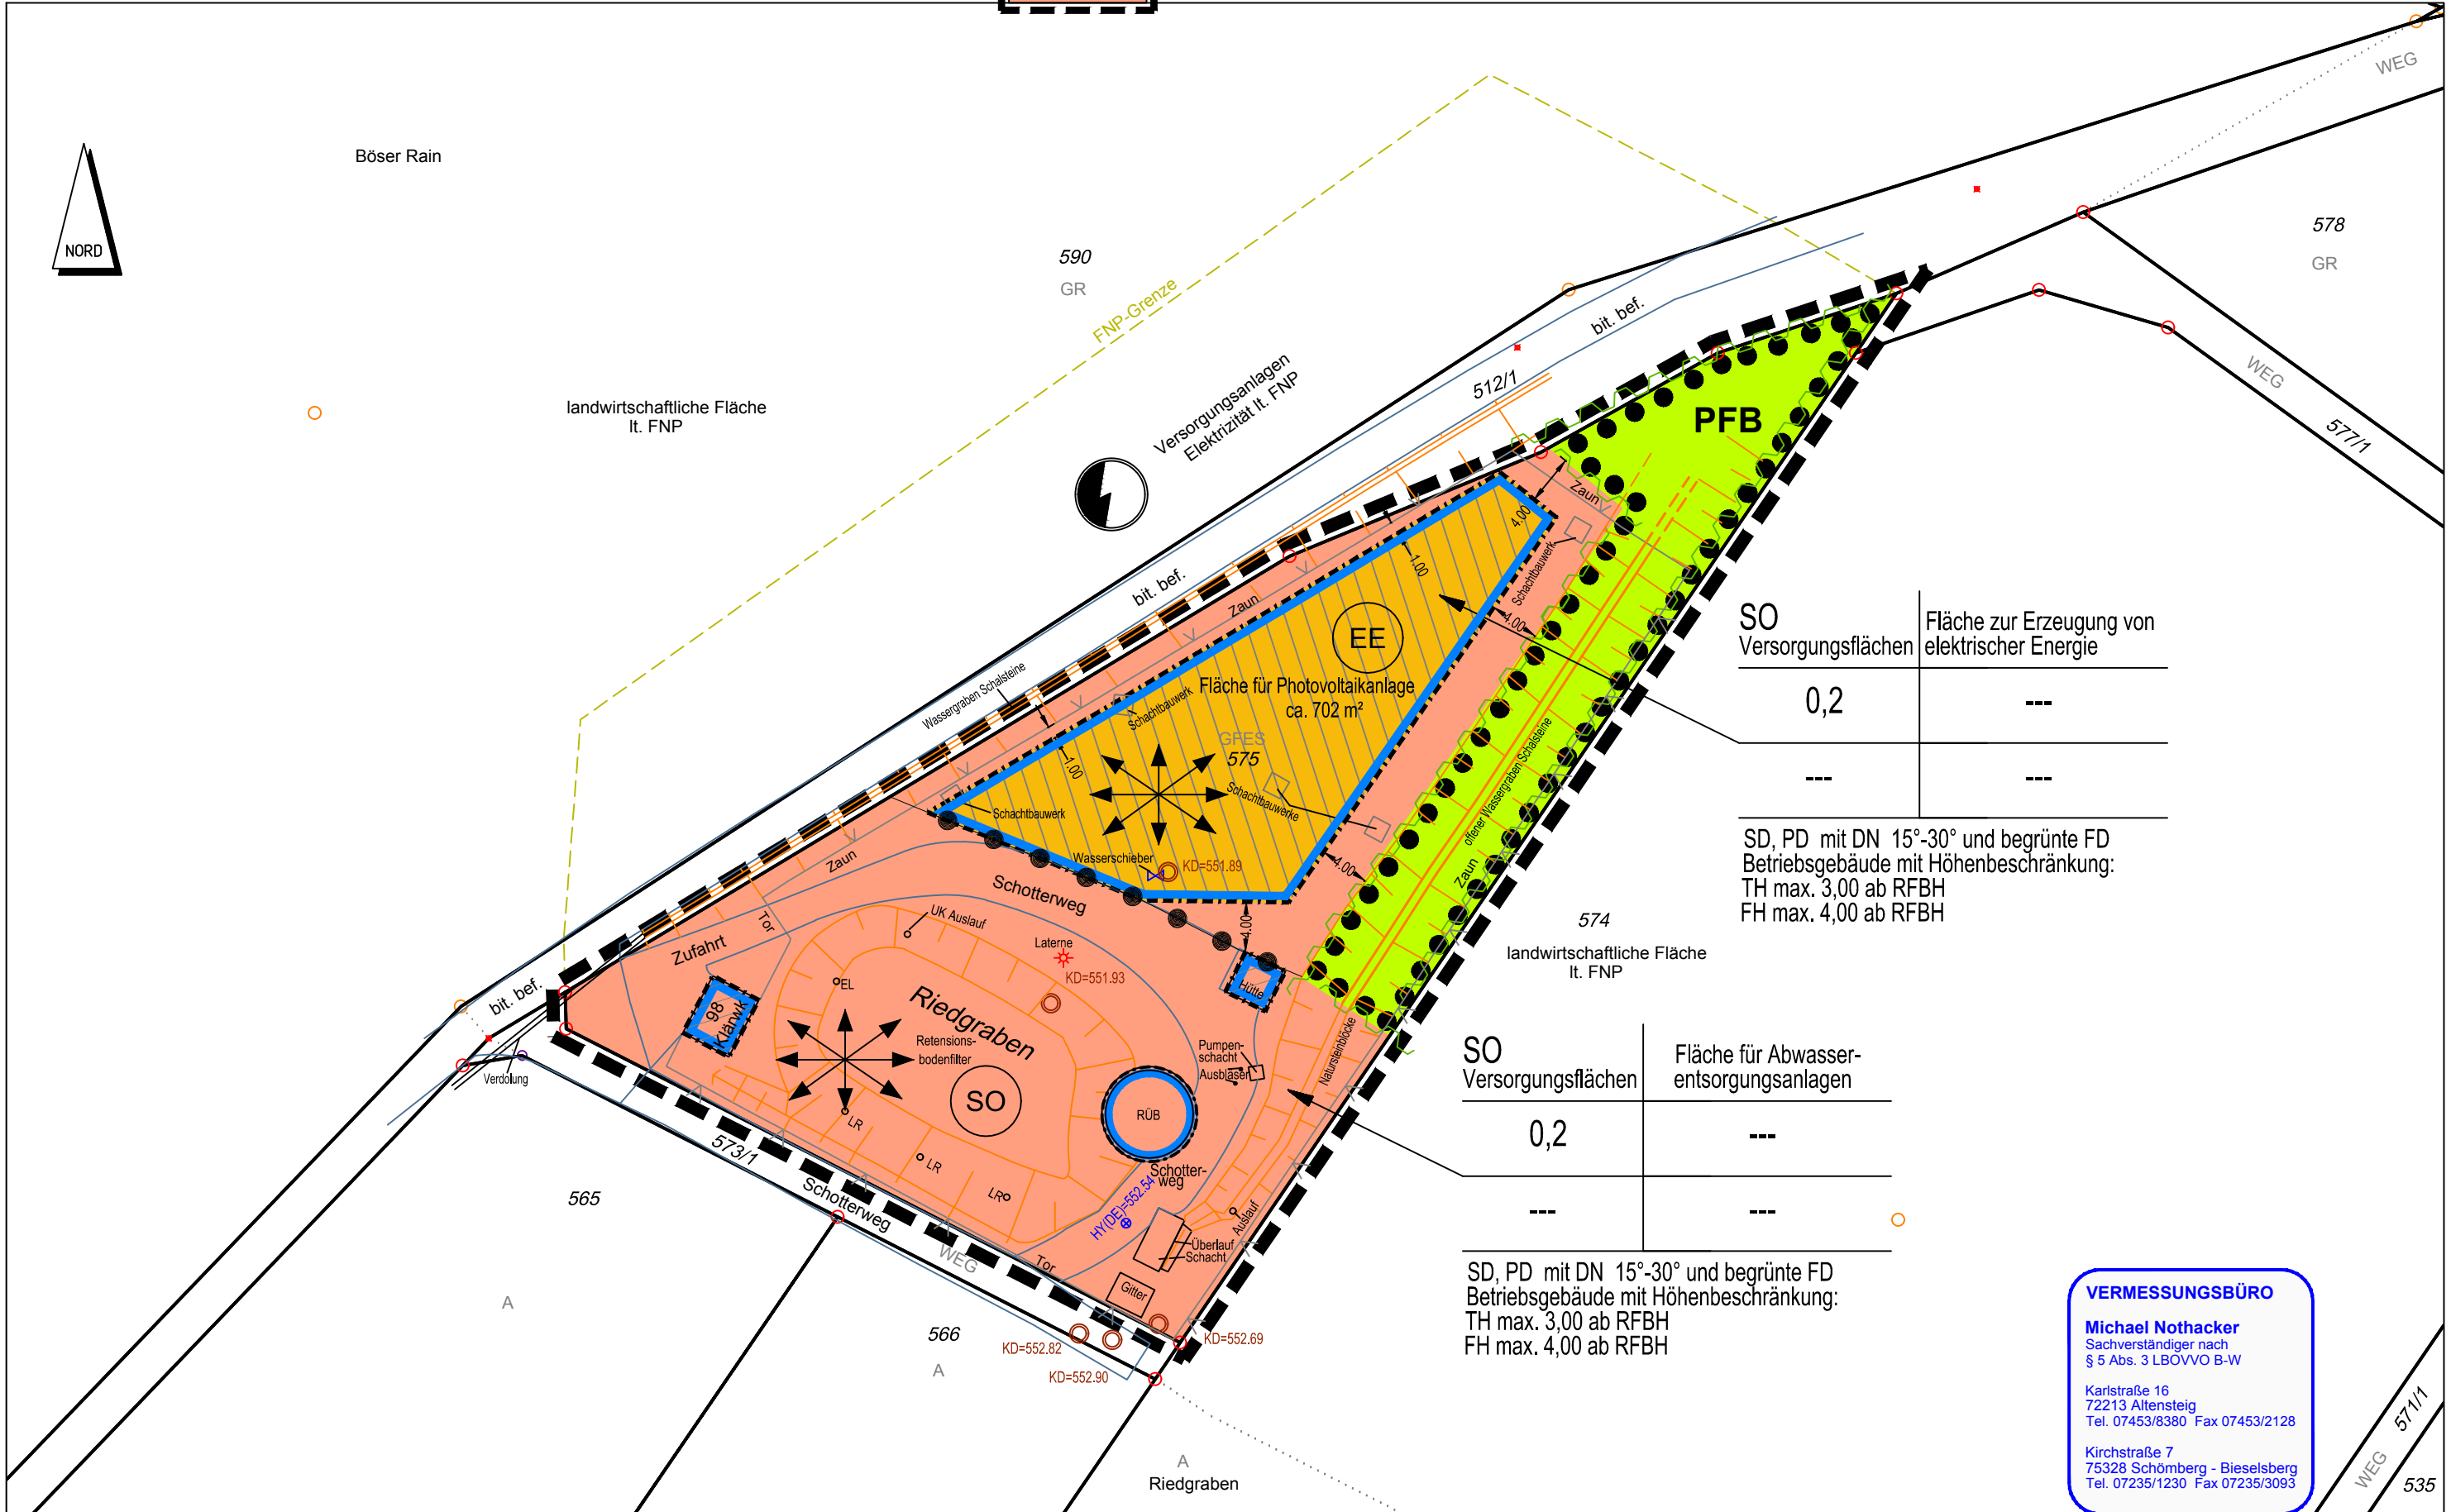 Böser Rain
NORD
590
GR
FNP-Grenze
WEG
578
GR
landwirtschaftliche Fläche
lt. FNP
Versorgungsanlagen
Elektrizität lt. FNP
bit. bef.
512/1
WEG
577/1
PFB
Zaun
4.00
Schachtbauwerk
1.00
4.00
bit. bef.
Zaun
EE
Fläche für Photovoltaikanlage
ca. 702 m²
Wassergraben Schalsteine
Schachtbauwerk
GFES
575
1.00
Schachtbauwerke
Schachtbauwerk
offener Wassergraben Schalsteine
Zaun
SO
Versorgungsflächen
Fläche zur Erzeugung von
elektrischer Energie
0,2
---
---
---
SD, PD mit DN 15°-30° und begrünte FD
Betriebsgebäude mit Höhenbeschränkung:
TH max. 3,00 ab RFBH
FH max. 4,00 ab RFBH
Zaun
Wasserschieber
KD=551.89
4.00
Schotterweg
Tor
UK Auslauf
4.00
Zufahrt
Laterne
KD=551.93
574
landwirtschaftliche Fläche
lt. FNP
bit. bef.
98
Klärwk
EL
Riedgraben
Hütte
Retensions-
bodenfilter
SO
Pumpen-
schacht
Ausbläser
Natursteinblöcke
Verdolung
RÜB
LR
LR
LR
573/1
Schotterweg
Schotter-
weg
HY(DE)=552.54
Auslauf
Überlauf
Schacht
Tor
Gitter
WEG
SO
Versorgungsflächen
Fläche für Abwasser-
entsorgungsanlagen
0,2
---
---
---
SD, PD mit DN 15°-30° und begrünte FD
Betriebsgebäude mit Höhenbeschränkung:
TH max. 3,00 ab RFBH
FH max. 4,00 ab RFBH
565
A
566
A
KD=552.82
KD=552.90
KD=552.69
A
Riedgraben
VERMESSUNGSBÜRO
Michael Nothacker
Sachverständiger nach
§ 5 Abs. 3 LBOVVO B-W
Karlstraße 16
72213 Altensteig
Tel. 07453/8380 Fax 07453/2128
Kirchstraße 7
75328 Schömberg - Bieselsberg
Tel. 07235/1230 Fax 07235/3093
571/1
WEG
535